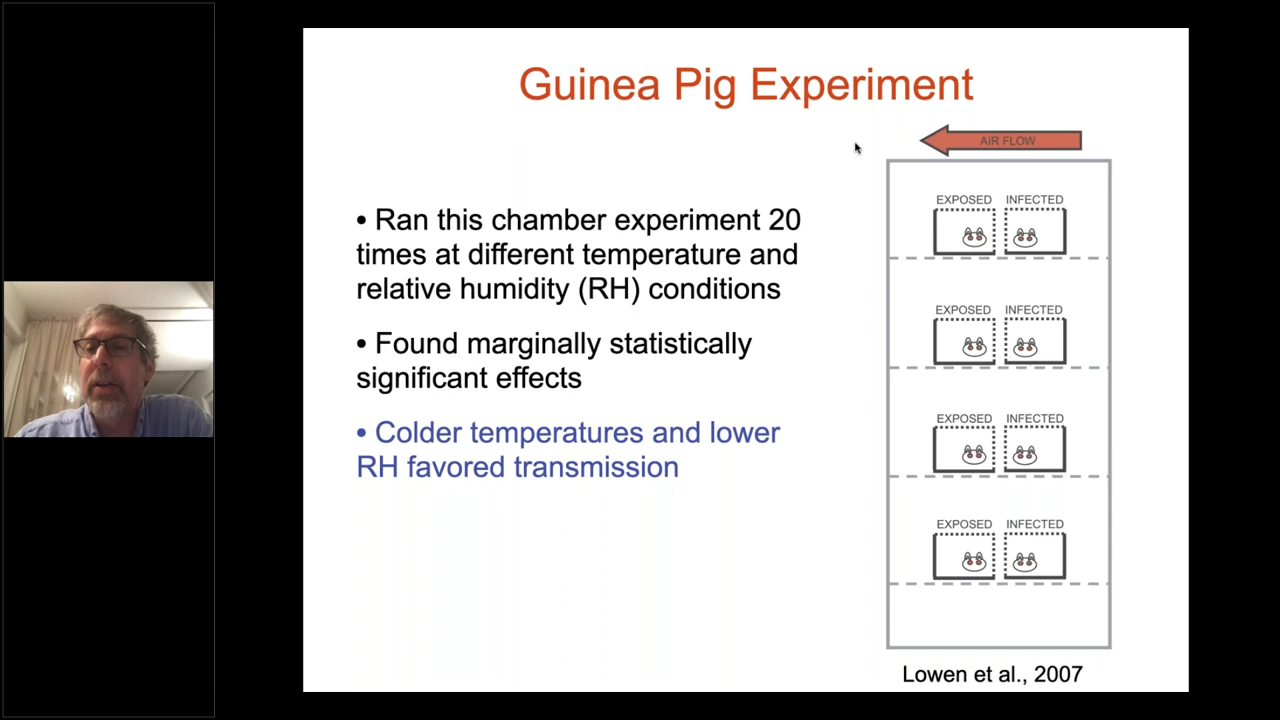 Guinea Pig Experiment
AIR FLOW
• Ran this chamber experiment 20
times at different temperature and
relative humidity (RH) conditions
• Found marginally statistically
significant effects
• Colder temperatures and lower
RH favored transmission
EXPOSED INFECTED
EXPOSED INFECTED
EXPOSED INFECTED
EXPOSED INFECTED
Lowen et al., 2007